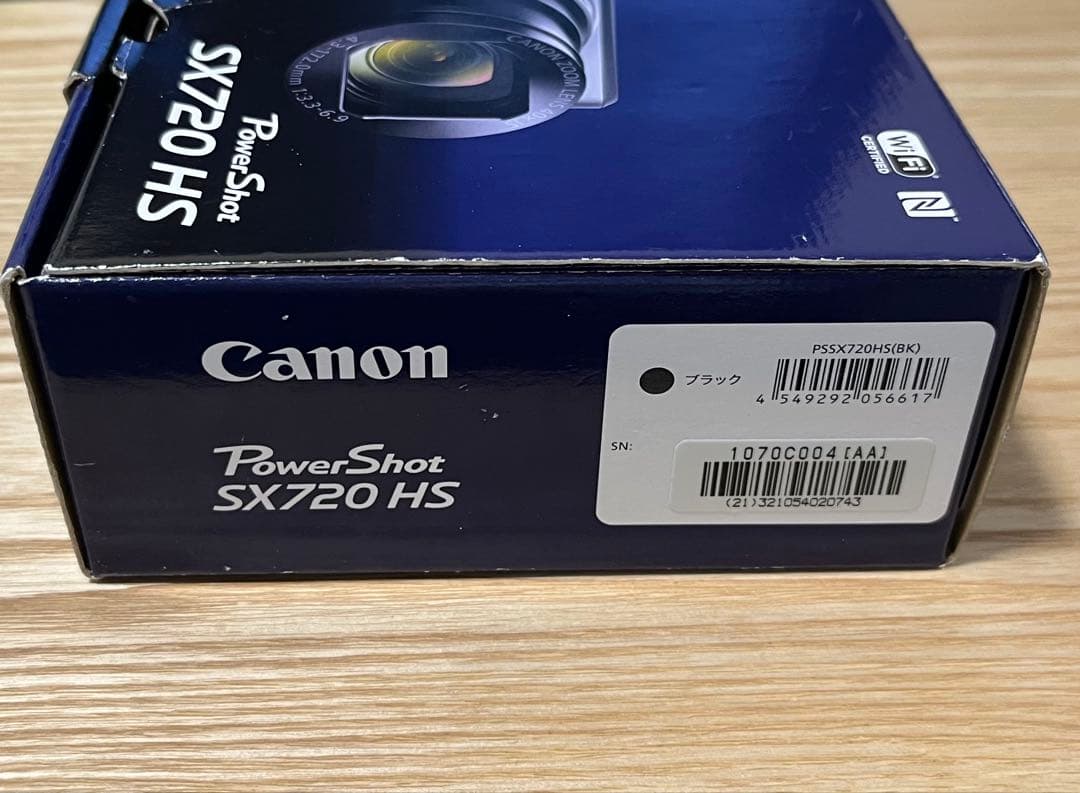 SX720 HS
PowerShot
4.3-172.0mm 1:3.3-6.9
CANON ZOOM LENS
Wi Fi
CERTIFIED
N
Canon
PowerShot
SX720 HS
PSSX720HS(BK)
ブラック
4 549292 056617
SN:
1070C004[AA]
(21)321054020743